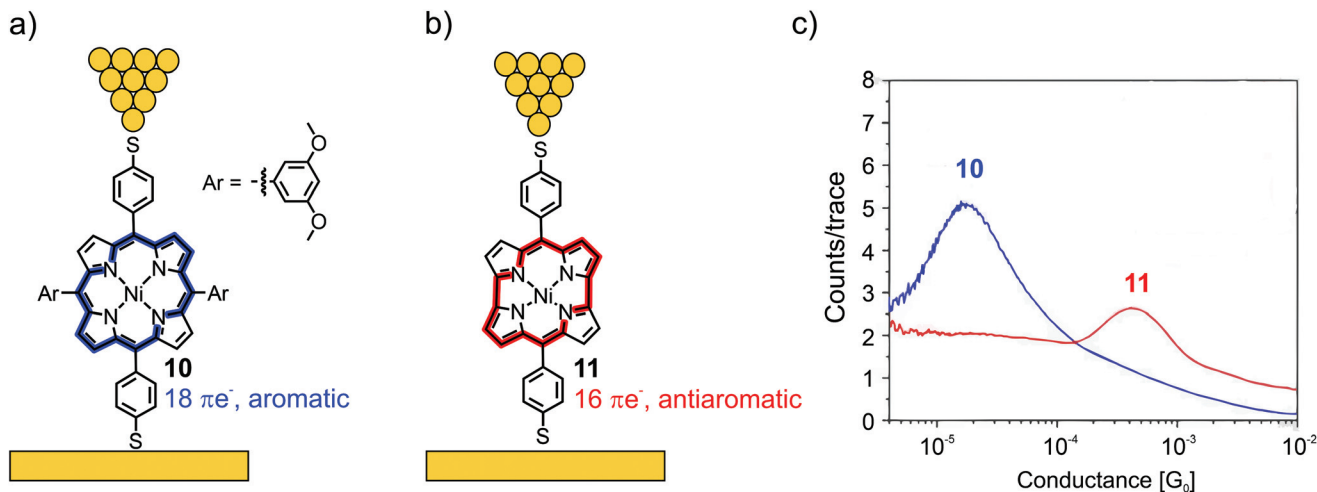 a)
S
Ar =
O
O
N
N
Ar
Ni
Ar
N
N
10
18 πe⁻, aromatic
S
b)
S
N
N
Ni
N
N
11
16 πe⁻, antiaromatic
S
c)
8
7
6
5
4
3
2
1
0
Counts/trace
10
11
10⁻⁵
10⁻⁴
10⁻³
10⁻²
Conductance [G₀]